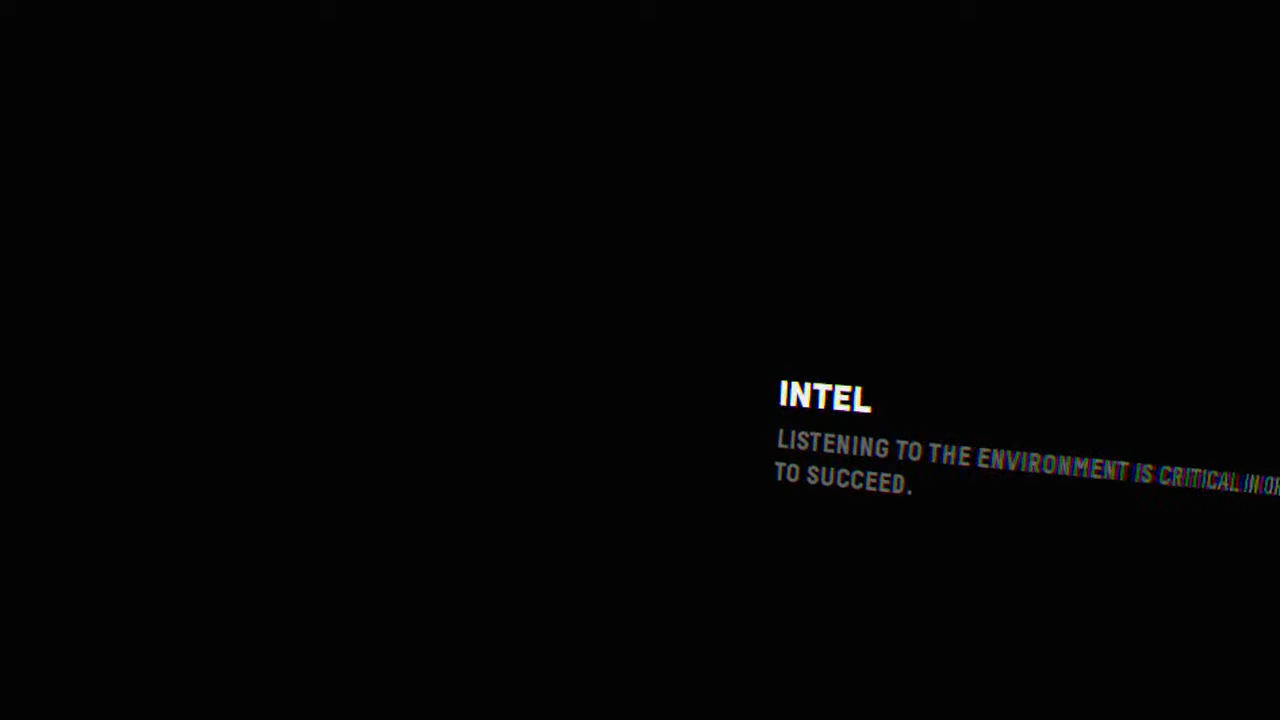 INTEL
LISTENING TO THE ENVIRONMENT IS CRITICAL IN
TO SUCCEED.